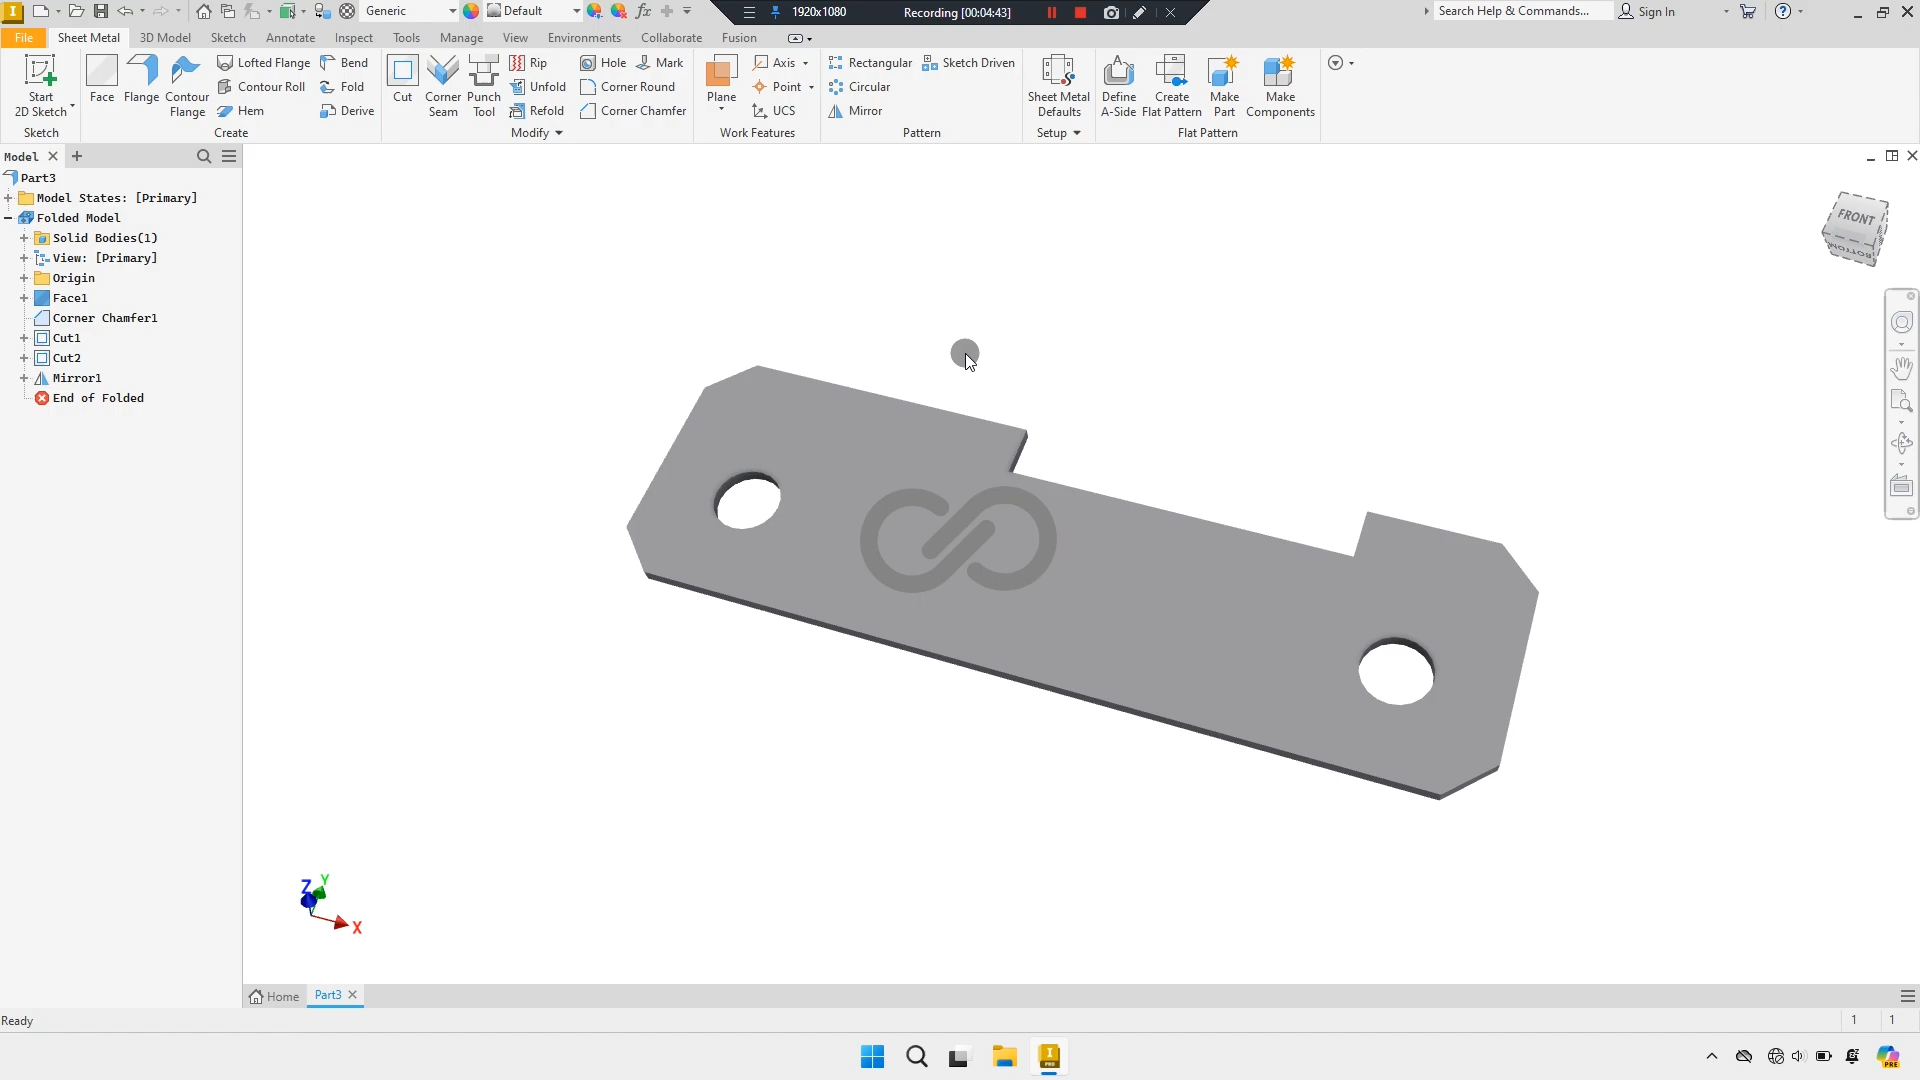 Generic
Default
1920x1080
Recording [00:04:43]
Search Help & Commands...
Sign In
File
Sheet Metal
3D Model
Sketch
Annotate
Inspect
Tools
Manage
View
Environments
Collaborate
Fusion
Start
2D Sketch
Face
Flange
Contour
Flange
Lofted Flange
Contour Roll
Hem
Bend
Fold
Derive
Cut
Corner
Seam
Punch
Tool
Rip
Unfold
Refold
Hole
Mark
Corner Round
Corner Chamfer
Plane
Axis
Point
UCS
Rectangular
Circular
Mirror
Sketch Driven
Sheet Metal
Defaults
Define
A-Side
Create
Flat Pattern
Make
Part
Make
Components
Sketch
Create
Modify
Work Features
Pattern
Setup
Flat Pattern
Model
Part3
Model States: [Primary]
Folded Model
Solid Bodies(1)
View: [Primary]
Origin
Face1
Corner Chamfer1
Cut1
Cut2
Mirror1
End of Folded
FRONT
BOTTOM
Z
Y
X
Home
Part3
Ready
1
1